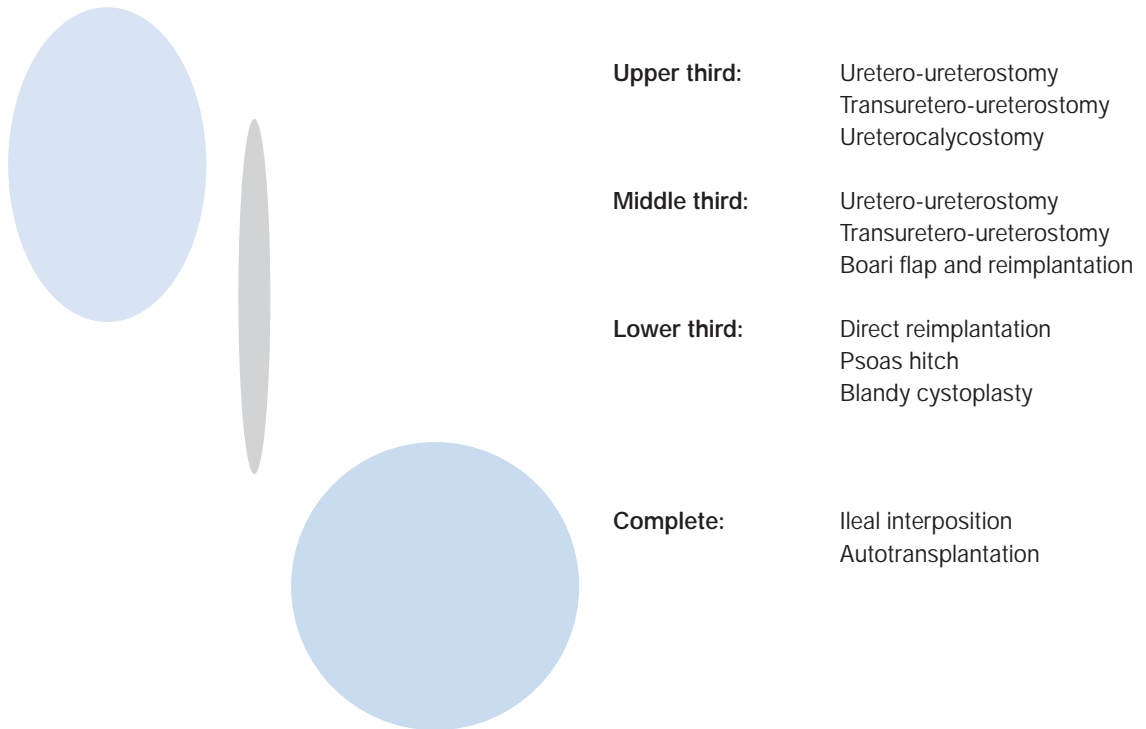 Upper third: Uretero-ureterostomy
Transuretero-ureterostomy
Ureterocalycostomy
Middle third: Uretero-ureterostomy
Transuretero-ureterostomy
Boari flap and reimplantation
Lower third: Direct reimplantation
Psoas hitch
Blandy cystoplasty
Complete: Ileal interposition
Autotransplantation